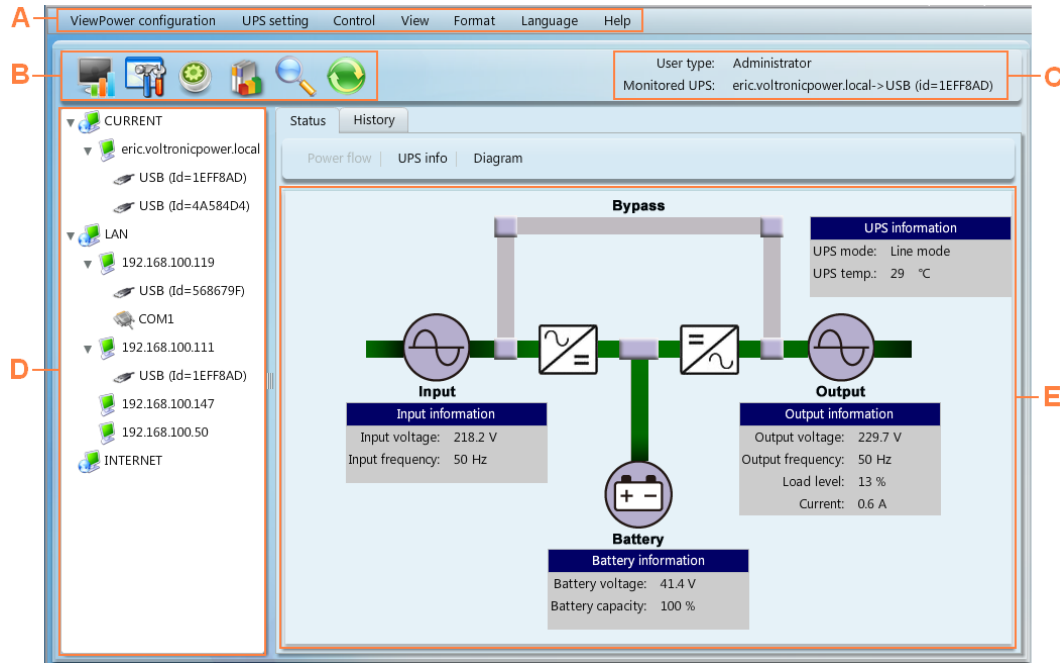 A
ViewPower configuration UPS setting Control View Format Language Help
B
User type: Administrator
Monitored UPS: eric.voltronicpower.local->USB (id=1EFF8AD)
C
CURRENT
eric.voltronicpower.local
USB (Id=1EFF8AD)
USB (Id=4A584D4)
LAN
192.168.100.119
USB (Id=568679F)
COM1
192.168.100.111
USB (Id=1EFF8AD)
192.168.100.147
192.168.100.50
INTERNET
D
Status History
Power flow UPS info Diagram
Bypass
UPS information
UPS mode: Line mode
UPS temp.: 29 ℃
Input
Input information
Input voltage: 218.2 V
Input frequency: 50 Hz
Output
Output information
Output voltage: 229.7 V
Output frequency: 50 Hz
Load level: 13 %
Current: 0.6 A
Battery
Battery information
Battery voltage: 41.4 V
Battery capacity: 100 %
E